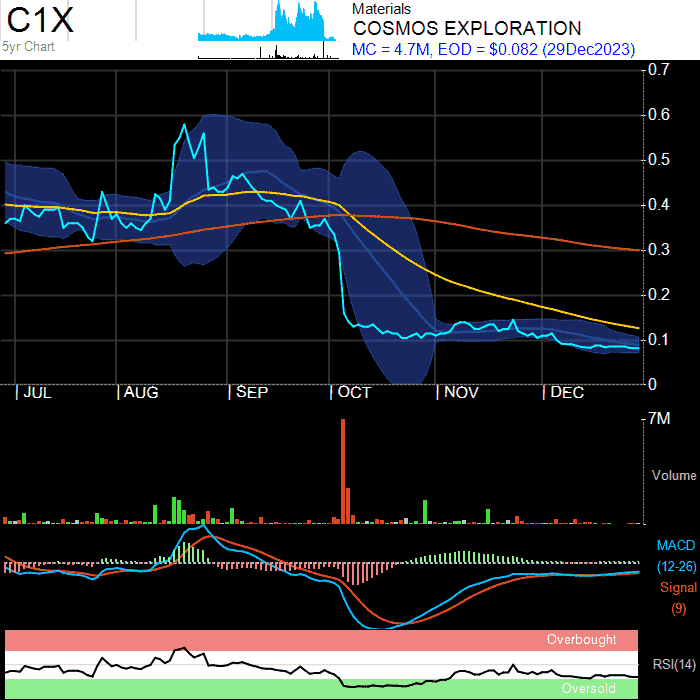 C1X
5yr Chart
Materials
COSMOS EXPLORATION
MC = 4.7M, EOD = $0.082 (29Dec2023)
0.7
0.6
0.5
0.4
0.3
0.2
0.1
0
JUL AUG SEP OCT NOV DEC
7M
Volume
MACD
(12-26)
Signal
(9)
Overbought
RSI(14)
Oversold